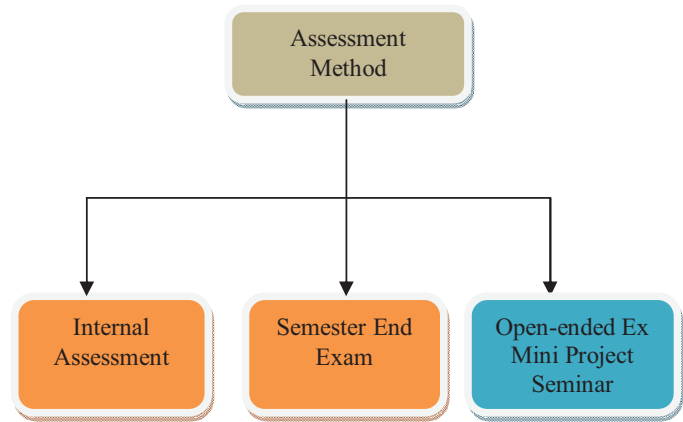 Assessment
Method
Internal
Assessment
Semester End
Exam
Open-ended Ex
Mini Project
Seminar